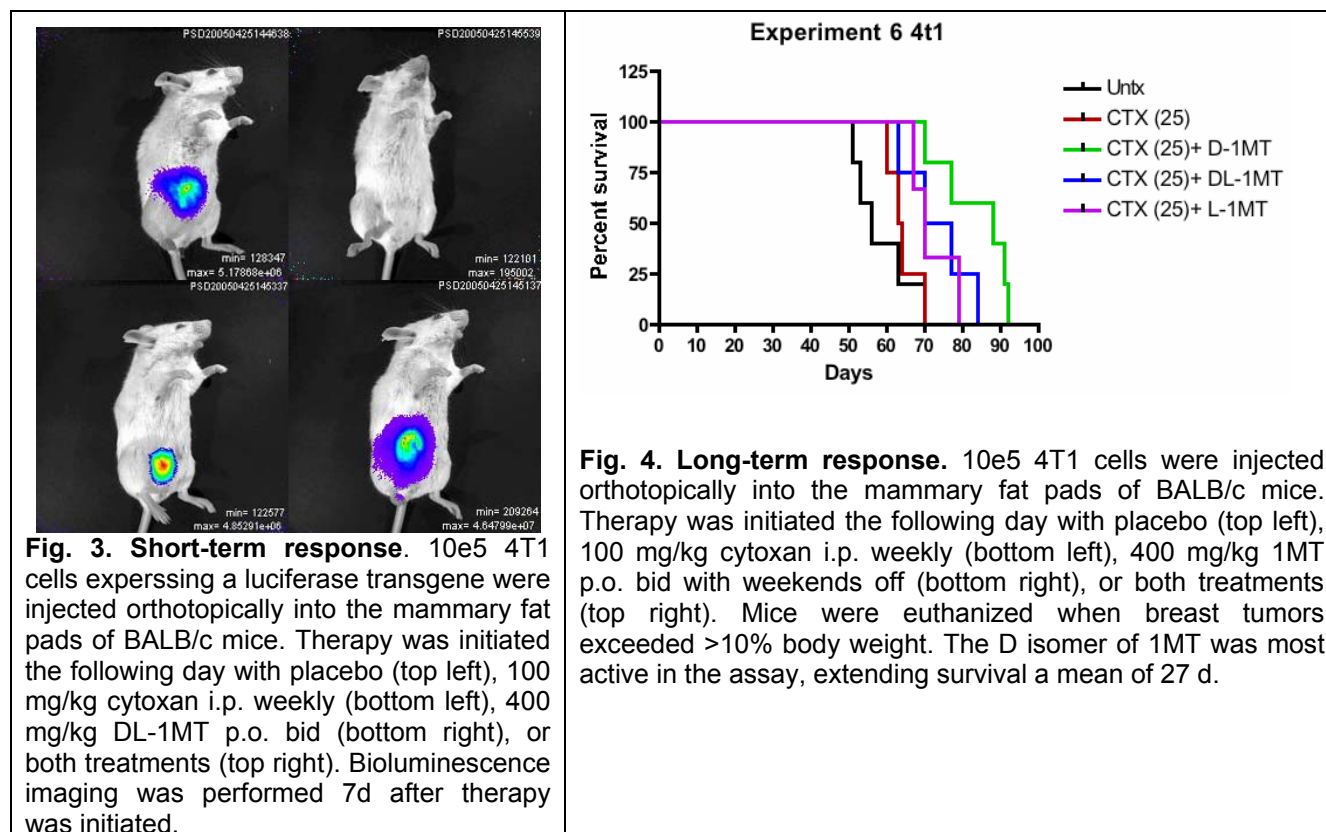 PSD20050425144638
min= 128347
max= 5.17868e+06
PSD20050425145539
min= 122101
max= 195002
PSD20050425145337
min= 122577
max= 4.85291e+06
PSD20050425145137
min= 209264
max= 4.64799e+07
Fig. 3. Short-term response. 10e5 4T1
cells experssing a luciferase transgene were
injected orthotopically into the mammary fat
pads of BALB/c mice. Therapy was initiated
the following day with placebo (top left), 100
mg/kg cytoxan i.p. weekly (bottom left), 400
mg/kg DL-1MT p.o. bid (bottom right), or
both treatments (top right). Bioluminescence
imaging was performed 7d after therapy
was initiated.
Experiment 6 4t1
Percent survival
125
100
75
50
25
0
0 10 20 30 40 50 60 70 80 90 100
Days
Untx
CTX (25)
CTX (25)+ D-1MT
CTX (25)+ DL-1MT
CTX (25)+ L-1MT
Fig. 4. Long-term response. 10e5 4T1 cells were injected
orthotopically into the mammary fat pads of BALB/c mice.
Therapy was initiated the following day with placebo (top left),
100 mg/kg cytoxan i.p. weekly (bottom left), 400 mg/kg 1MT
p.o. bid with weekends off (bottom right), or both treatments
(top right). Mice were euthanized when breast tumors
exceeded >10% body weight. The D isomer of 1MT was most
active in the assay, extending survival a mean of 27 d.